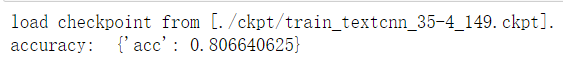 load checkpoint from [./ckpt/train_textcnn_35-4_149.ckpt].
accuracy:  {'acc': 0.806640625}